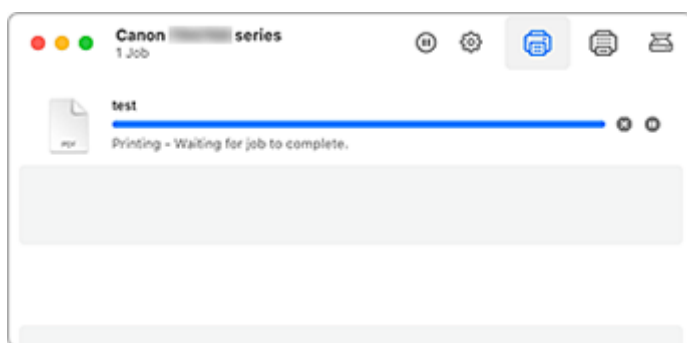 Canon series
1 Job
test
Printing - Waiting for job to complete.
PDF